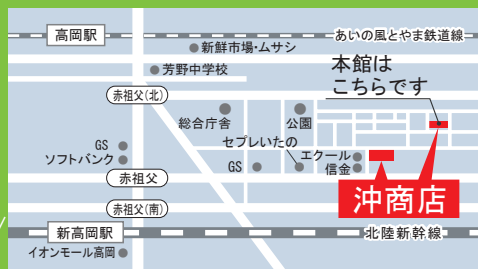 高岡駅
あいの風とやま鉄道線
新鮮市場・ムサシ
本館は
こちらです
芳野中学校
赤祖父(北)
総合庁舎
公園
セブレいたの
GS
ソフトバンク
GS
エクール
信金
赤祖父
沖商店
赤祖父(南)
新高岡駅
北陸新幹線
イオンモール高岡